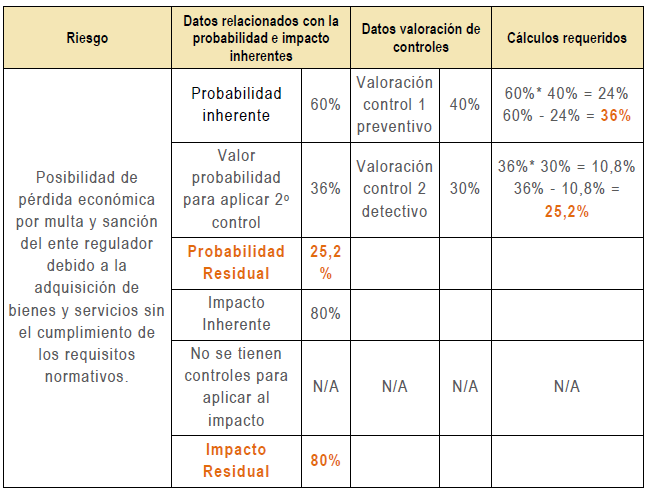 Riesgo
Datos relacionados con la
probabilidad e impacto
inherentes
Datos valoración de
controles
Cálculos requeridos
Posibilidad de
pérdida económica
por multa y sanción
del ente regulador
debido a la
adquisición de
bienes y servicios sin
el cumplimiento de
los requisitos
normativos.
Probabilidad
inherente
60%
Valoración
control 1
preventivo
40%
60%* 40% = 24%
60% - 24% = 36%
Valor
probabilidad
para aplicar 2º
control
36%
Valoración
control 2
detectivo
30%
36%* 30% = 10,8%
36% - 10,8% =
25,2%
Probabilidad
Residual
25,2
%
Impacto
Inherente
80%
No se tienen
controles para
aplicar al
impacto
N/A
N/A
N/A
N/A
Impacto
Residual
80%